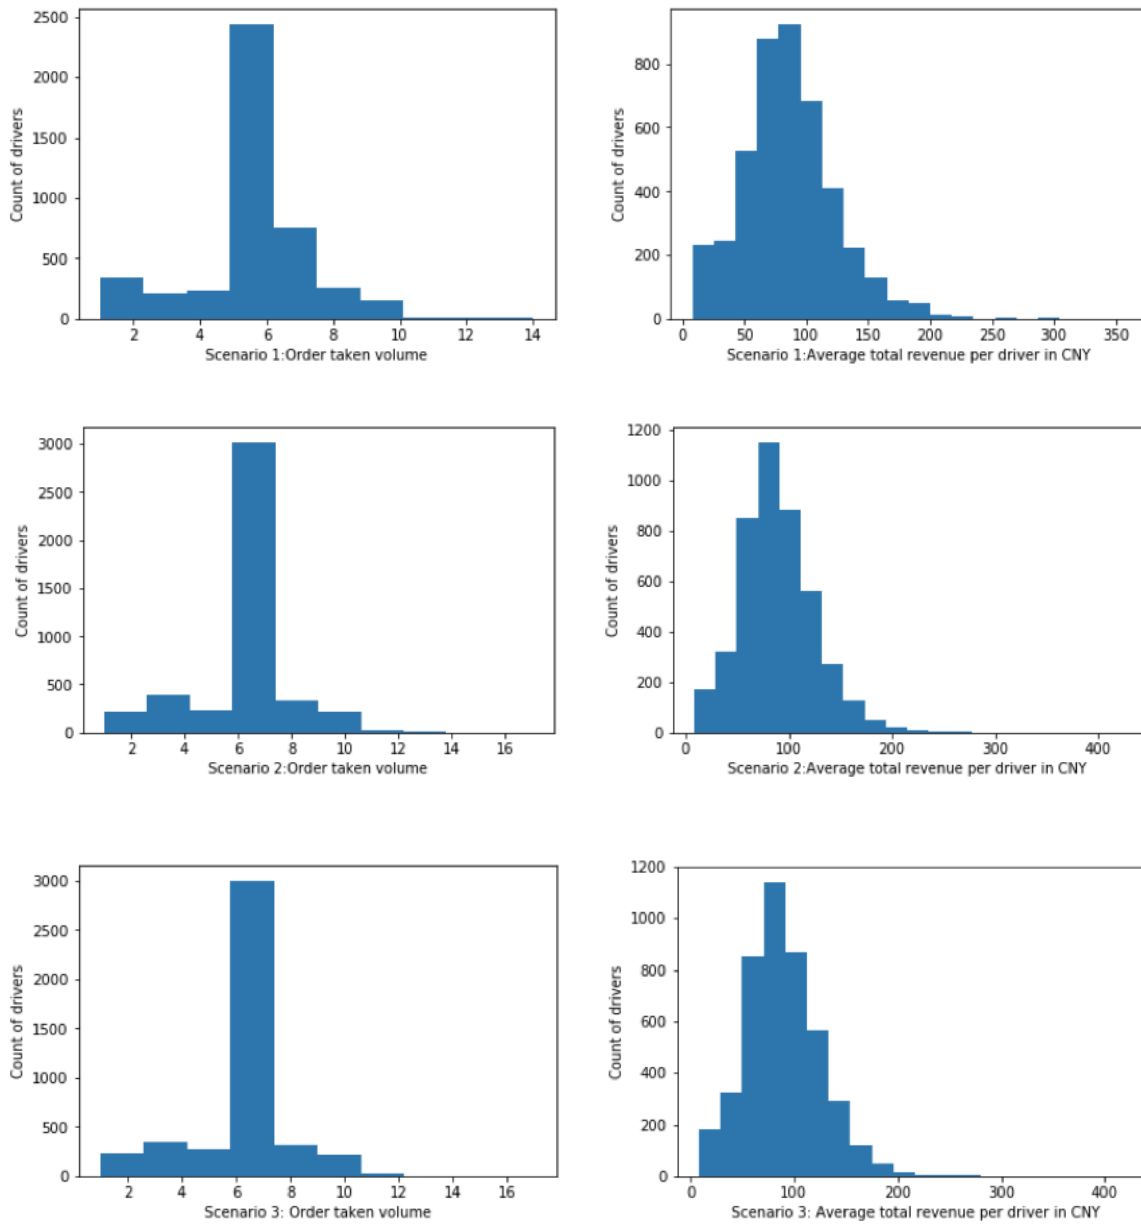 2500
2000
1500
1000
500
0
Count of drivers
2 4 6 8 10 12 14
Scenario 1:Order taken volume
800
600
400
200
0
Count of drivers
0 50 100 150 200 250 300 350
Scenario 1:Average total revenue per driver in CNY
3000
2500
2000
1500
1000
500
0
Count of drivers
2 4 6 8 10 12 14 16
Scenario 2:Order taken volume
1200
1000
800
600
400
200
0
Count of drivers
0 100 200 300 400
Scenario 2:Average total revenue per driver in CNY
3000
2500
2000
1500
1000
500
0
Count of drivers
2 4 6 8 10 12 14 16
Scenario 3: Order taken volume
1200
1000
800
600
400
200
0
Count of drivers
0 100 200 300 400
Scenario 3: Average total revenue per driver in CNY